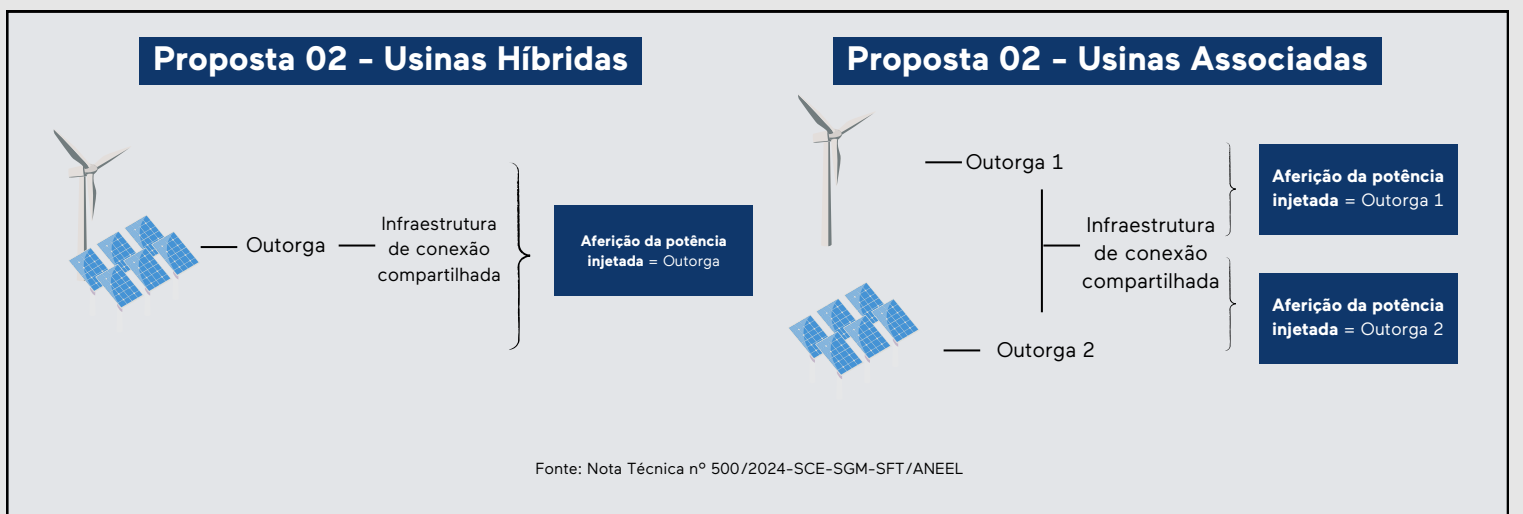 Proposta 02 - Usinas Híbridas
Outorga
Infraestrutura
de conexão
compartilhada
Aferição da potência
injetada = Outorga
Proposta 02 - Usinas Associadas
Outorga 1
Outorga 2
Infraestrutura
de conexão
compartilhada
Aferição da potência
injetada = Outorga 1
Aferição da potência
injetada = Outorga 2
Fonte: Nota Técnica nº 500/2024-SCE-SGM-SFT/ANEEL